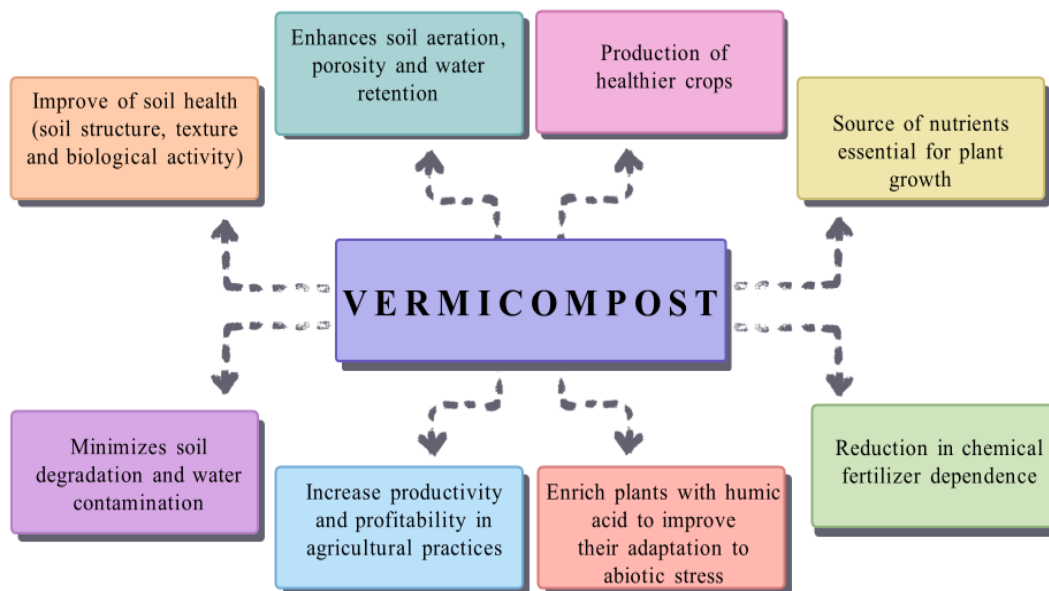 Enhances soil aeration,
porosity and water
retention
Production of
healthier crops
Improve of soil health
(soil structure, texture
and biological activity)
Source of nutrients
essential for plant
growth
VERMICOMPOST
Minimizes soil
degradation and water
contamination
Increase productivity
and profitability in
agricultural practices
Enrich plants with humic
acid to improve
their adaptation to
abiotic stress
Reduction in chemical
fertilizer dependence